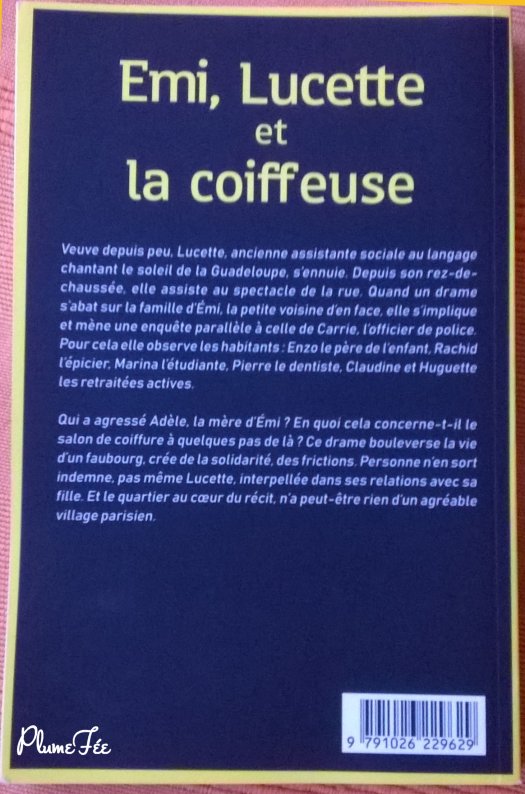 Emi, Lucette
et
la coiffeuse
Veuve depuis peu, Lucette, ancienne assistante sociale au langage
chantant le soleil de la Guadeloupe, s'ennuie. Depuis son rez-de-
chaussée, elle assiste au spectacle de la rue. Quand un drame
s'abat sur la famille d'Émi, la petite voisine d'en face, elle s'implique
et mène une enquête parallèle à celle de Carrie, l'officier de police.
Pour cela elle observe les habitants : Enzo le père de l'enfant, Rachid
l'épicier, Marina l'étudiante, Pierre le dentiste, Claudine et Huguette
les retraitées actives.
Qui a agressé Adèle, la mère d'Émi ? En quoi cela concerne-t-il le
salon de coiffure à quelques pas de là ? Ce drame bouleverse la vie
d'un faubourg, crée de la solidarité, des frictions. Personne n'en sort
indemne, pas même Lucette, interpellée dans ses relations avec sa
fille. Et le quartier au cœur du récit, n'a peut-être rien d'un agréable
village parisien.
PlumeFée
9 791026 229629